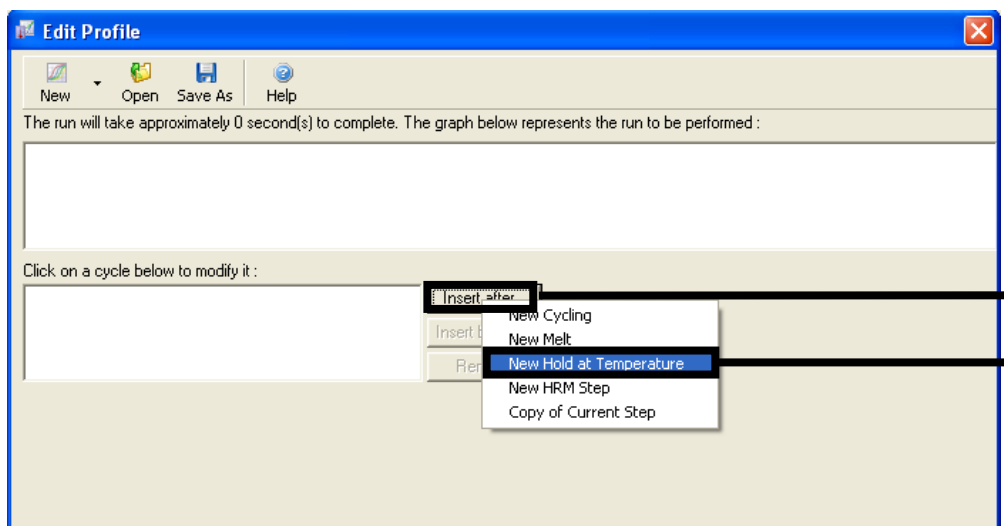 Edit Profile
New Open Save As Help
The run will take approximately 0 second(s) to complete. The graph below represents the run to be performed :
Click on a cycle below to modify it :
Insert after...
New Cycling
Insert
New Melt
New Hold at Temperature
New HRM Step
Copy of Current Step